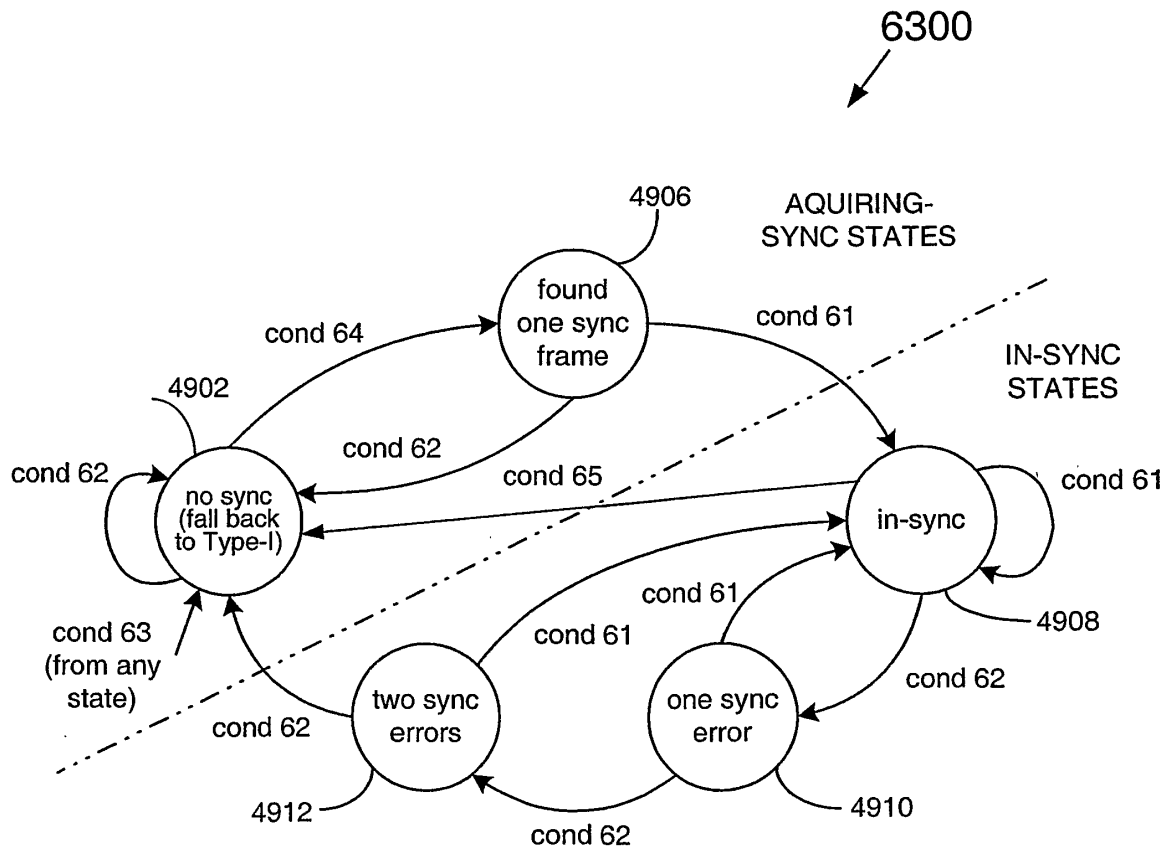 6300
4906
AQUIRING-
SYNC STATES
found
one sync
frame
cond 64
cond 61
IN-SYNC
STATES
4902
cond 62
cond 62
cond 65
no sync
(fall back
to Type-I)
in-sync
cond 61
cond 61
cond 61
4908
cond 63
(from any
state)
cond 62
two sync
errors
one sync
error
cond 62
4912
4910
cond 62